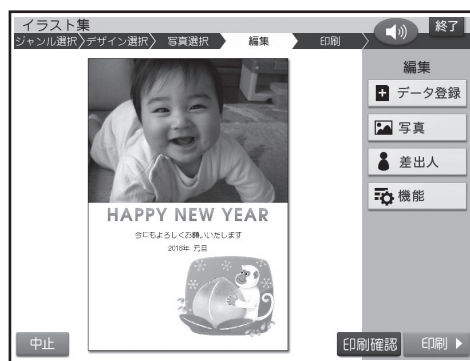 イラスト集
終了
ジャンル選択〉デザイン選択〉 写真選択 編集 印刷
編集
データ登録
写真
差出人
機能
HAPPY NEW YEAR
今年もよろしくお願いいたします
2016年 元旦
中止
印刷確認 印刷